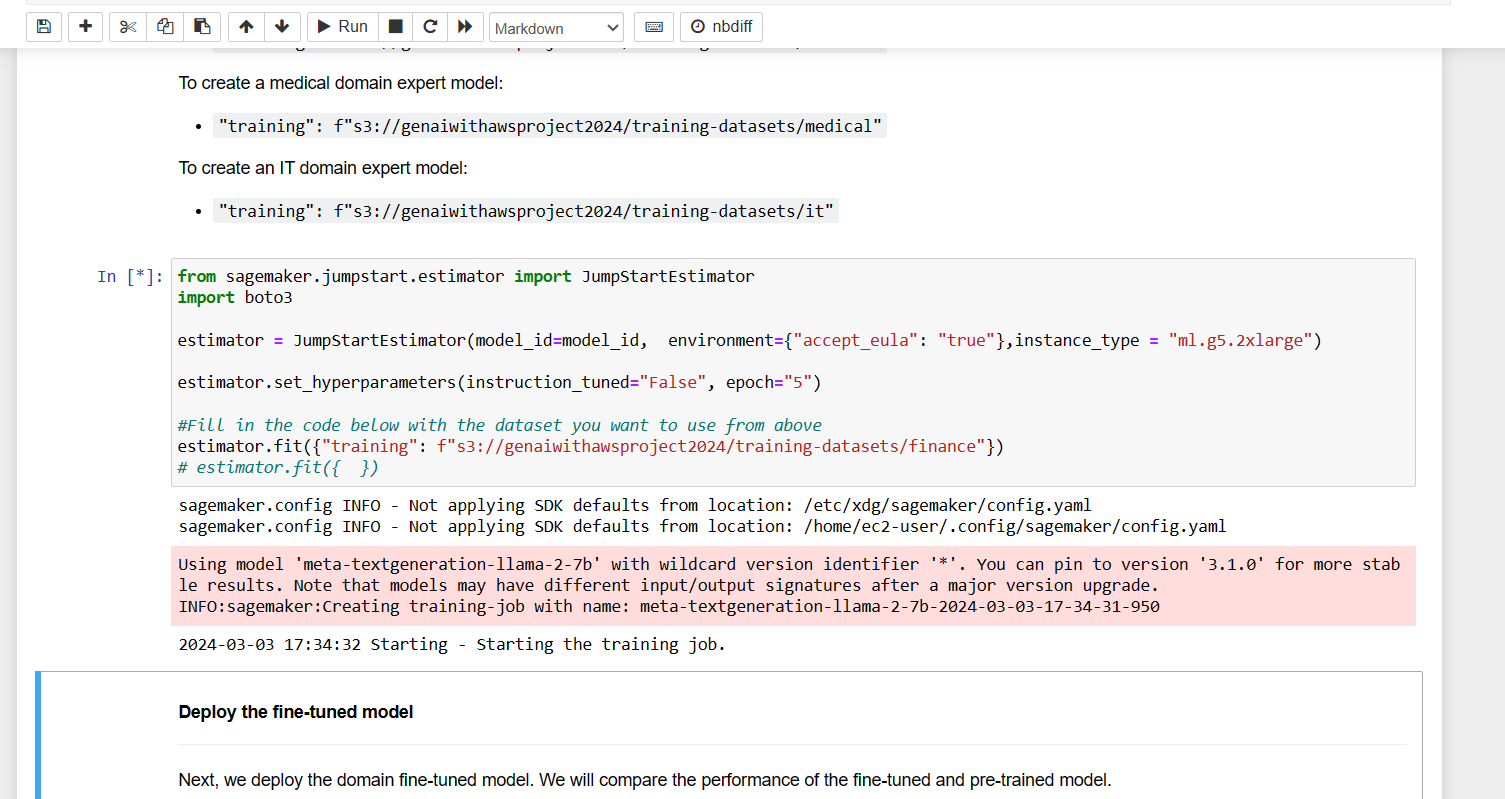 Run
Markdown
nbdiff
To create a medical domain expert model:
"training": f"s3://genaiwithawsproject2024/training-datasets/medical"
To create an IT domain expert model:
"training": f"s3://genaiwithawsproject2024/training-datasets/it"
In [*]:
from sagemaker.jumpstart.estimator import JumpStartEstimator
import boto3
estimator = JumpStartEstimator(model_id=model_id,  environment={"accept_eula": "true"},instance_type = "ml.g5.2xlarge")
estimator.set_hyperparameters(instruction_tuned="False", epoch="5")
#Fill in the code below with the dataset you want to use from above
estimator.fit({"training": f"s3://genaiwithawsproject2024/training-datasets/finance"})
# estimator.fit({  })
sagemaker.config INFO - Not applying SDK defaults from location: /etc/xdg/sagemaker/config.yaml
sagemaker.config INFO - Not applying SDK defaults from location: /home/ec2-user/.config/sagemaker/config.yaml
Using model 'meta-textgeneration-llama-2-7b' with wildcard version identifier '*'. You can pin to version '3.1.0' for more stab
le results. Note that models may have different input/output signatures after a major version upgrade.
INFO:sagemaker:Creating training-job with name: meta-textgeneration-llama-2-7b-2024-03-03-17-34-31-950
2024-03-03 17:34:32 Starting - Starting the training job.
Deploy the fine-tuned model
Next, we deploy the domain fine-tuned model. We will compare the performance of the fine-tuned and pre-trained model.